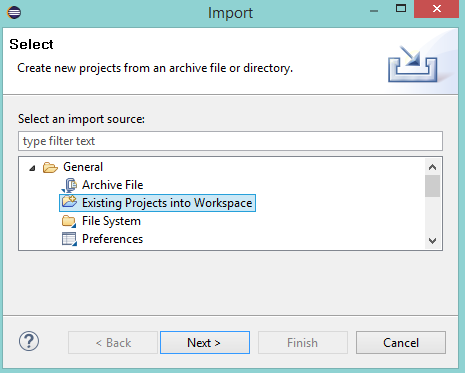 Import
Select
Create new projects from an archive file or directory.
Select an import source:
type filter text
General
Archive File
Existing Projects into Workspace
File System
Preferences
? < Back Next > Finish Cancel